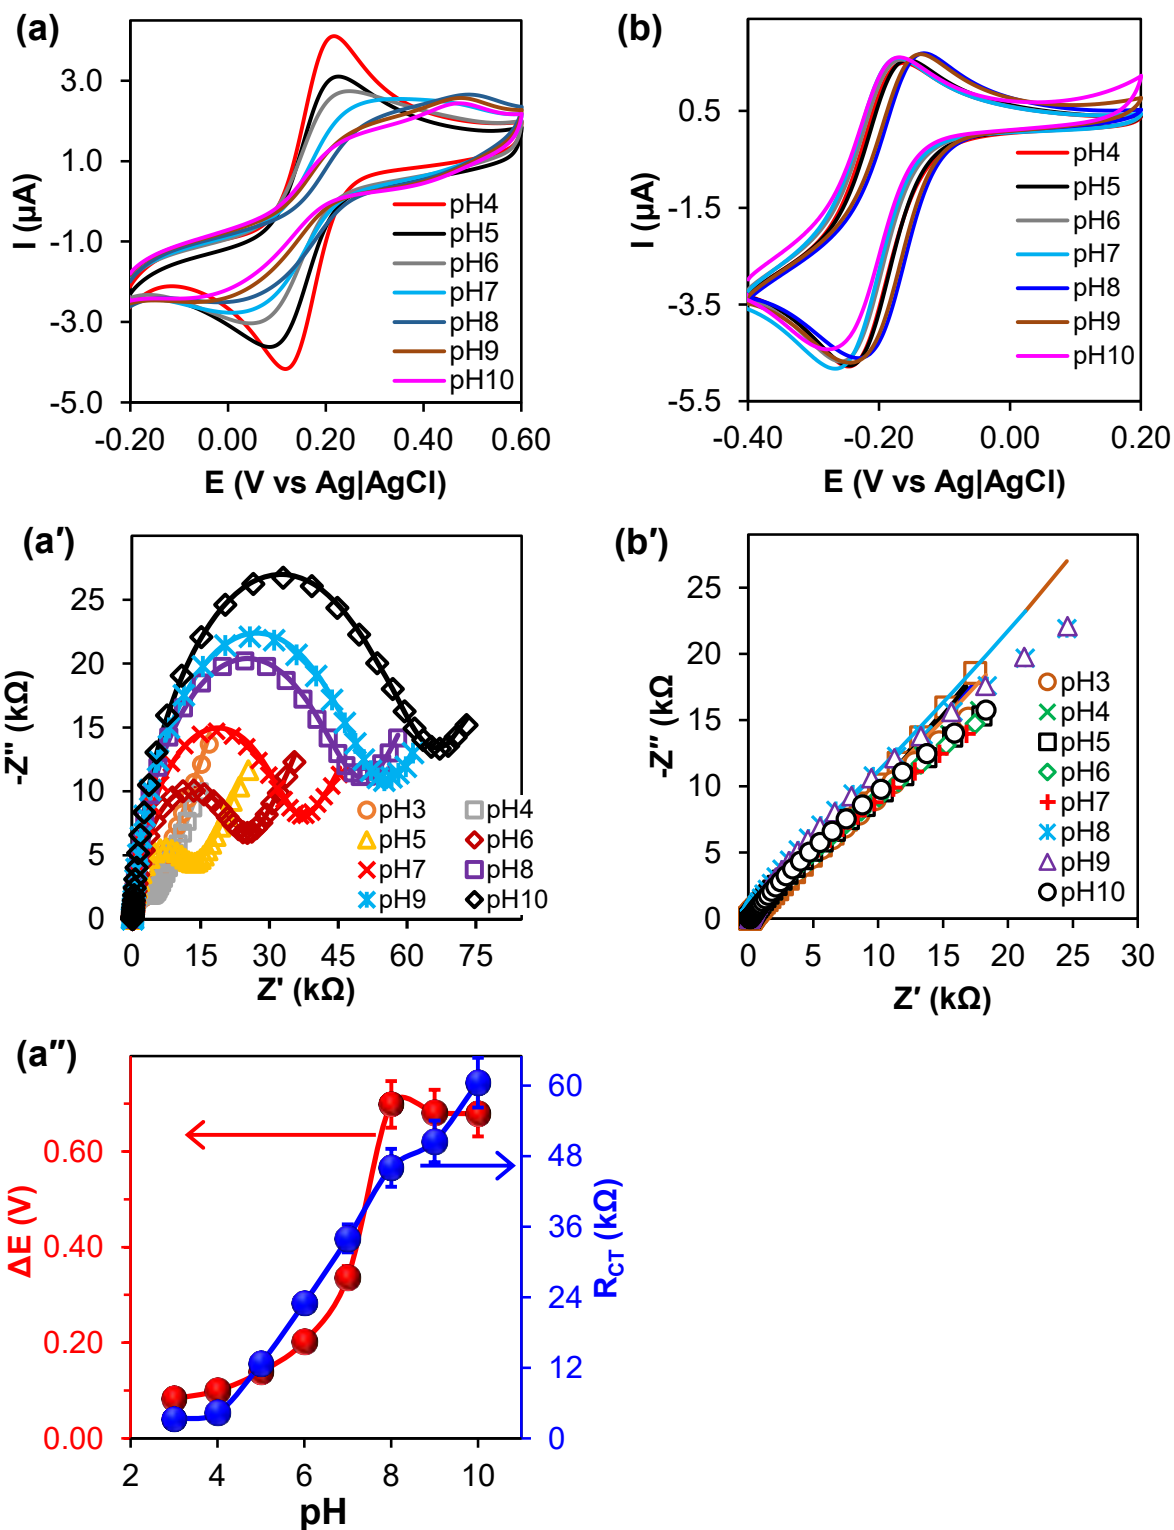 (a)
3.0
1.0
-1.0
-3.0
-5.0
I (µA)
pH4
pH5
pH6
pH7
pH8
pH9
pH10
-0.20 0.00 0.20 0.40 0.60
E (V vs Ag|AgCl)
(b)
0.5
-1.5
-3.5
-5.5
I (µA)
pH4
pH5
pH6
pH7
pH8
pH9
pH10
-0.40 -0.20 0.00 0.20
E (V vs Ag|AgCl)
(a′)
25
20
15
10
5
0
-Z" (kΩ)
pH3 pH4
pH5 pH6
pH7 pH8
pH9 pH10
0 15 30 45 60 75
Z' (kΩ)
(b′)
25
20
15
10
5
0
-Z″ (kΩ)
pH3
pH4
pH5
pH6
pH7
pH8
pH9
pH10
0 5 10 15 20 25 30
Z′ (kΩ)
(a″)
0.60
0.40
0.20
0.00
ΔE (V)
60
48
36
24
12
0
R_CT (kΩ)
2 4 6 8 10
pH